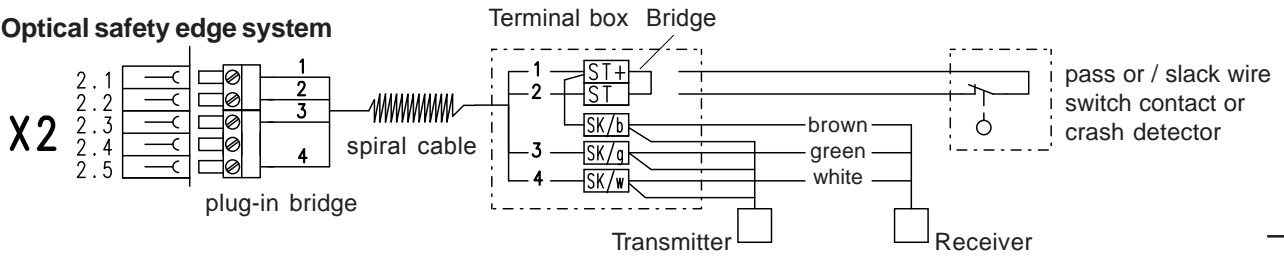 Optical safety edge system
Terminal box Bridge
X2
2.1
2.2
2.3
2.4
2.5
1
2
3
4
plug-in bridge
spiral cable
1
2
3
4
ST+
ST
SK/b
SK/g
SK/w
brown
green
white
Transmitter
Receiver
pass or / slack wire
switch contact or
crash detector